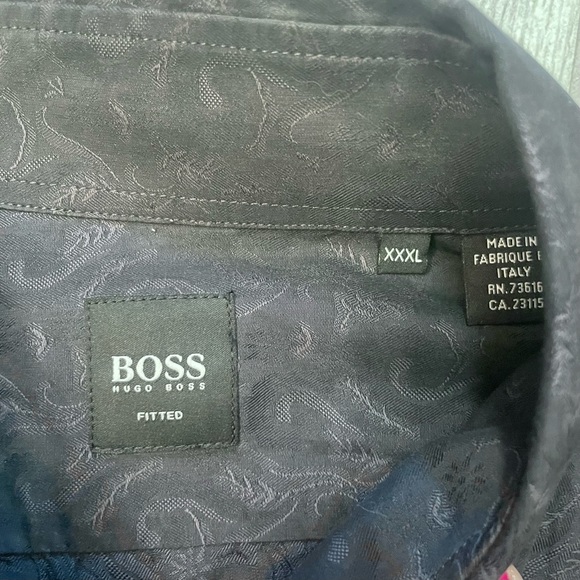 XXXL
MADE IN
FABRIQUE
ITALY
RN.73616
CA.23115
BOSS
HUGO BOSS
FITTED